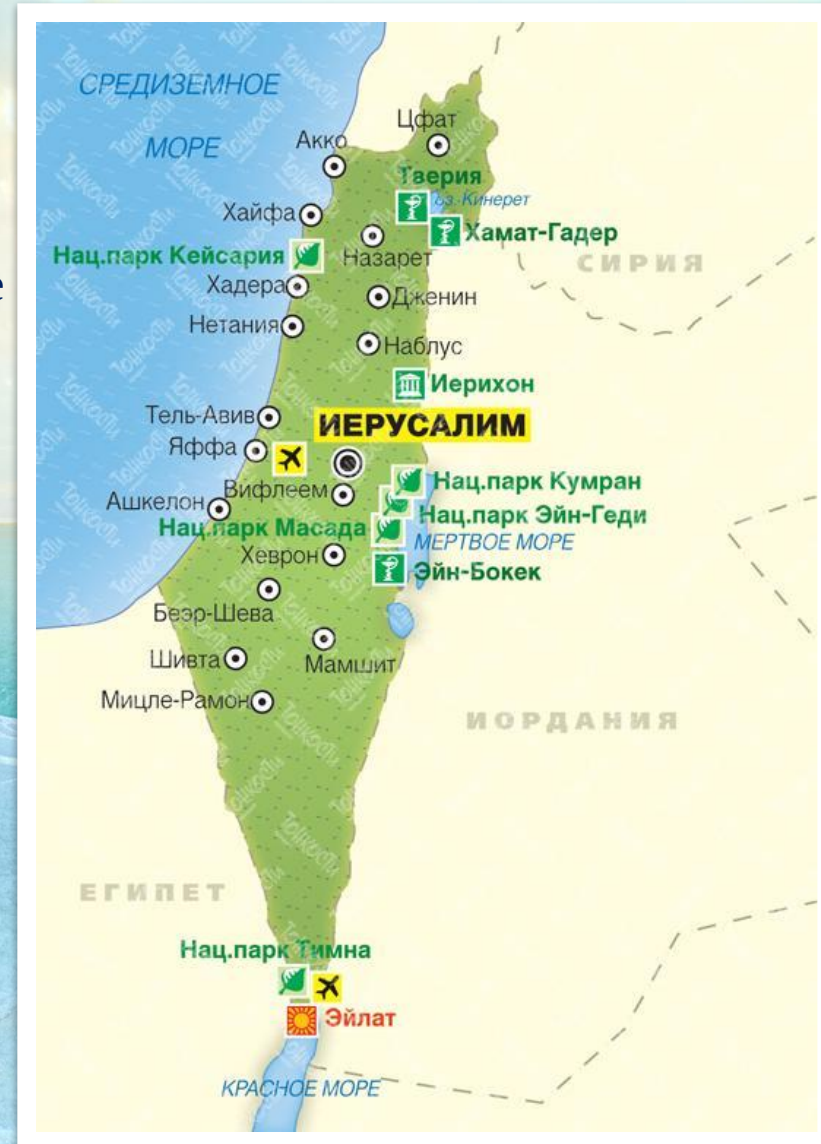 СРЕДИЗЕМНОЕ
МОРЕ
Цфат
Акко
Тверия
оз. Кинерет
Хайфа
Хамат-Гадер
Назарет
Нац.парк Кейсария
СИРИЯ
Хадера
Дженин
Нетания
Наблус
Иерихон
Тель-Авив
ИЕРУСАЛИМ
Яффа
Нац.парк Кумран
Вифлеем
Ашкелон
Нац.парк Эйн-Геди
Нац.парк Масада
МЕРТВОЕ МОРЕ
Хеврон
Эйн-Бокек
Беэр-Шева
Шивта
Мамшит
Мицпе-Рамон
ИОРДАНИЯ
ЕГИПЕТ
Нац.парк Тимна
Эйлат
КРАСНОЕ МОРЕ
е
Тонкости